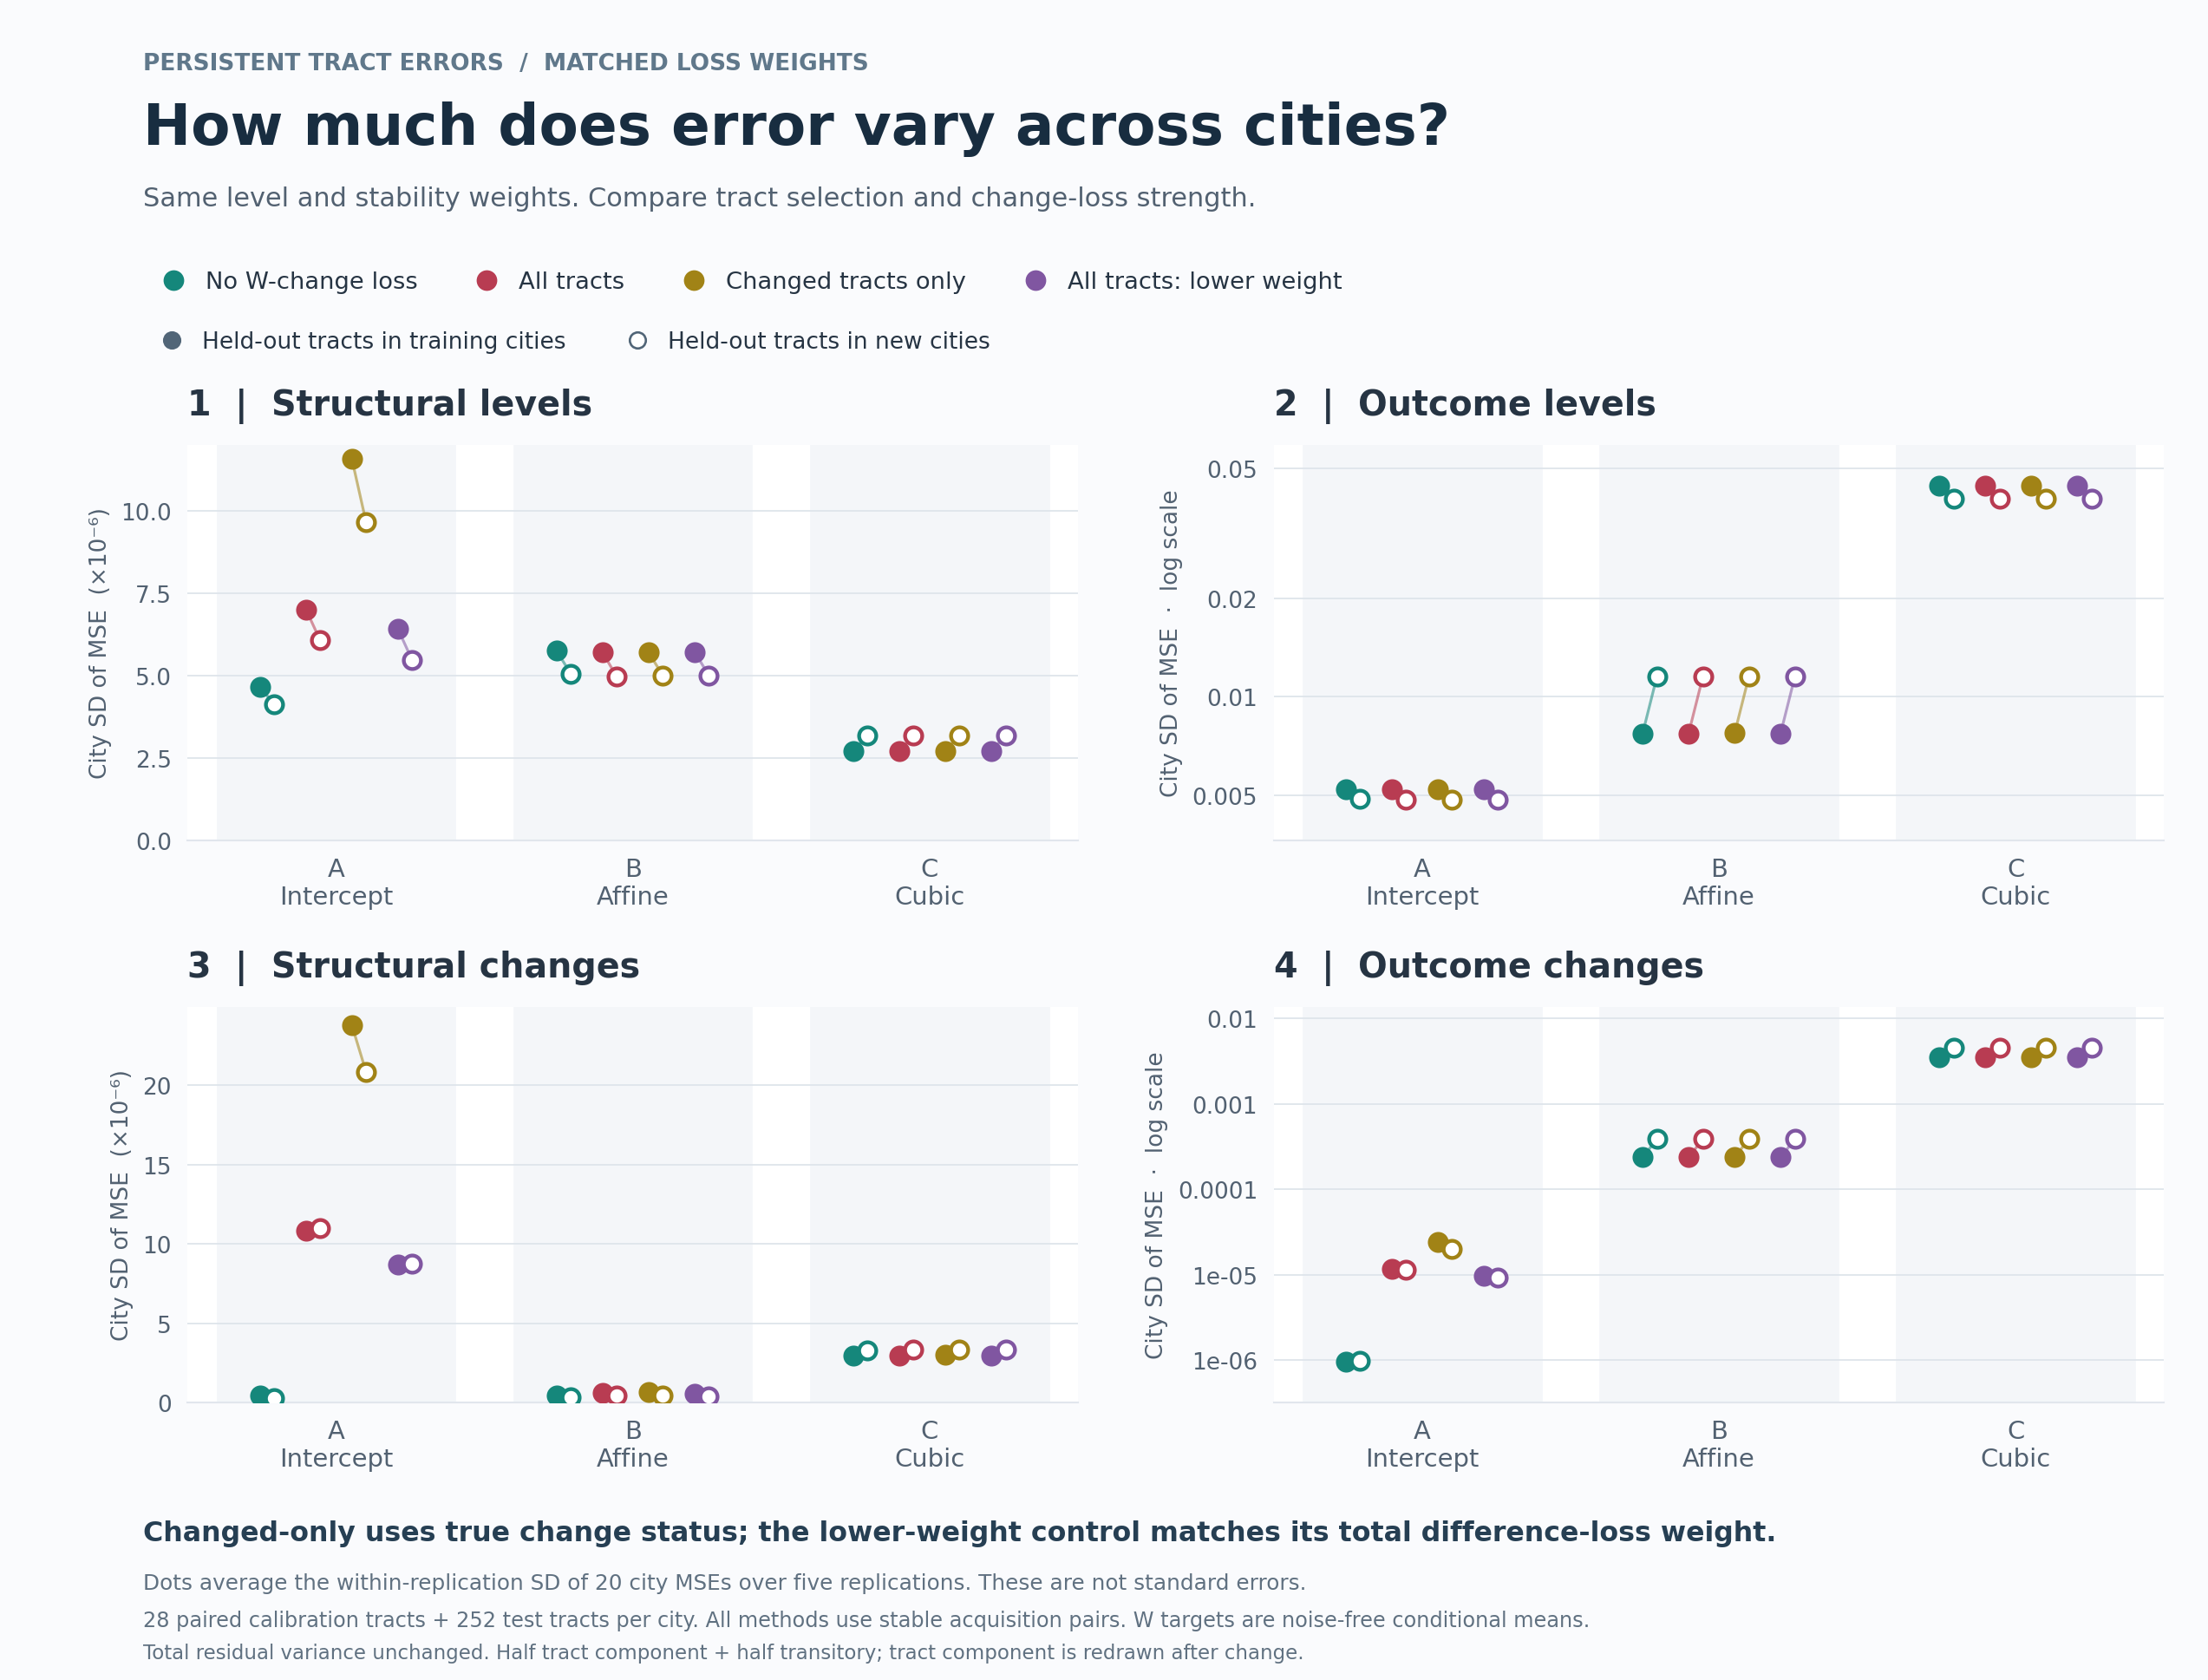 PERSISTENT TRACT ERRORS / MATCHED LOSS WEIGHTS
How much does error vary across cities?
Same level and stability weights. Compare tract selection and change-loss strength.
No W-change loss
All tracts
Changed tracts only
All tracts: lower weight
Held-out tracts in training cities
Held-out tracts in new cities
1 | Structural levels
City SD of MSE (×10⁻⁶)
10.0
7.5
5.0
2.5
0.0
A
Intercept
B
Affine
C
Cubic
2 | Outcome levels
City SD of MSE · log scale
0.05
0.02
0.01
0.005
A
Intercept
B
Affine
C
Cubic
3 | Structural changes
City SD of MSE (×10⁻⁶)
20
15
10
5
0
A
Intercept
B
Affine
C
Cubic
4 | Outcome changes
City SD of MSE · log scale
0.01
0.001
0.0001
1e-05
1e-06
A
Intercept
B
Affine
C
Cubic
Changed-only uses true change status; the lower-weight control matches its total difference-loss weight.
Dots average the within-replication SD of 20 city MSEs over five replications. These are not standard errors.
28 paired calibration tracts + 252 test tracts per city. All methods use stable acquisition pairs. W targets are noise-free conditional means.
Total residual variance unchanged. Half tract component + half transitory; tract component is redrawn after change.